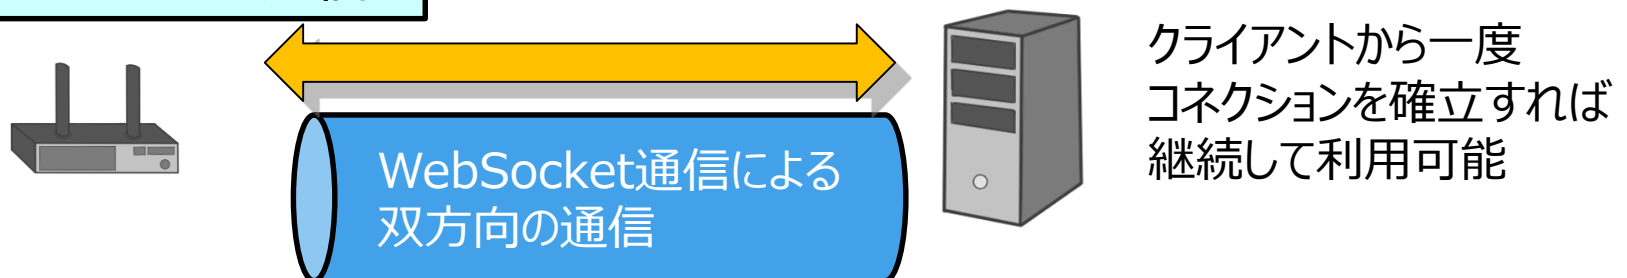 WebSocket通信による
双方向の通信
クライアントから一度
コネクションを確立すれば
継続して利用可能